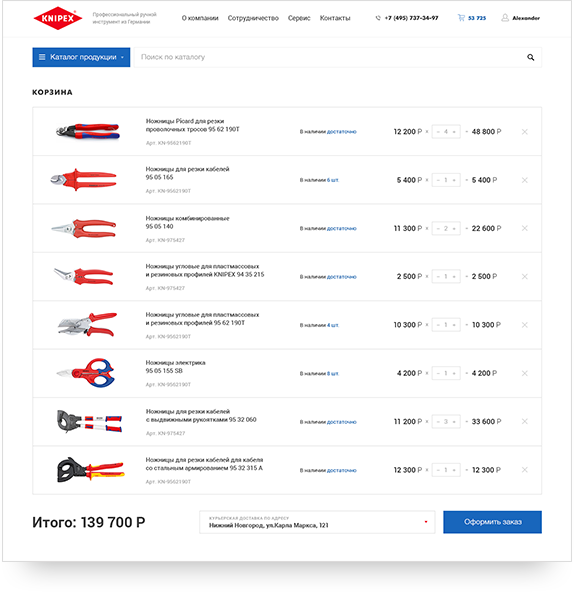 KNIPEX
Профессиональный ручной
инструмент из Германии
О компании Сотрудничество Сервис Контакты
+7 (495) 737-34-97
53 725
Alexander
Каталог продукции
Поиск по каталогу
КОРЗИНА
Ножницы Picard для резки
проволочных тросов 95 62 190T
Арт. KN-9562190T
В наличии достаточно
12 200 Р × - 4 + = 48 800 Р ×
Ножницы для резки кабелей
95 05 165
Арт. KN-9562190T
В наличии 6 шт.
5 400 Р × - 1 + = 5 400 Р ×
Ножницы комбинированные
95 05 140
Арт. KN-975427
В наличии достаточно
11 300 Р × - 2 + = 22 600 Р ×
Ножницы угловые для пластмассовых
и резиновых профилей KNIPEX 94 35 215
Арт. KN-975427
В наличии достаточно
2 500 Р × - 1 + = 2 500 Р ×
Ножницы угловые для пластмассовых
и резиновых профилей 95 62 190T
Арт. KN-9562190T
В наличии 4 шт.
10 300 Р × - 1 + = 10 300 Р ×
Ножницы электрика
95 05 155 SB
Арт. KN-9562190T
В наличии 8 шт.
4 200 Р × - 1 + = 4 200 Р ×
Ножницы для резки кабелей
с выдвижными рукоятками 95 32 060
Арт. KN-975427
В наличии достаточно
11 200 Р × - 3 + = 33 600 Р ×
Ножницы для резки кабелей для кабеля
со стальным армированием 95 32 315 A
Арт. KN-9562190T
В наличии достаточно
12 300 Р × - 1 + = 12 300 Р ×
Итого: 139 700 Р
КУРЬЕРСКАЯ ДОСТАВКА ПО АДРЕСУ
Нижний Новгород, ул.Карла Маркса, 121
Оформить заказ